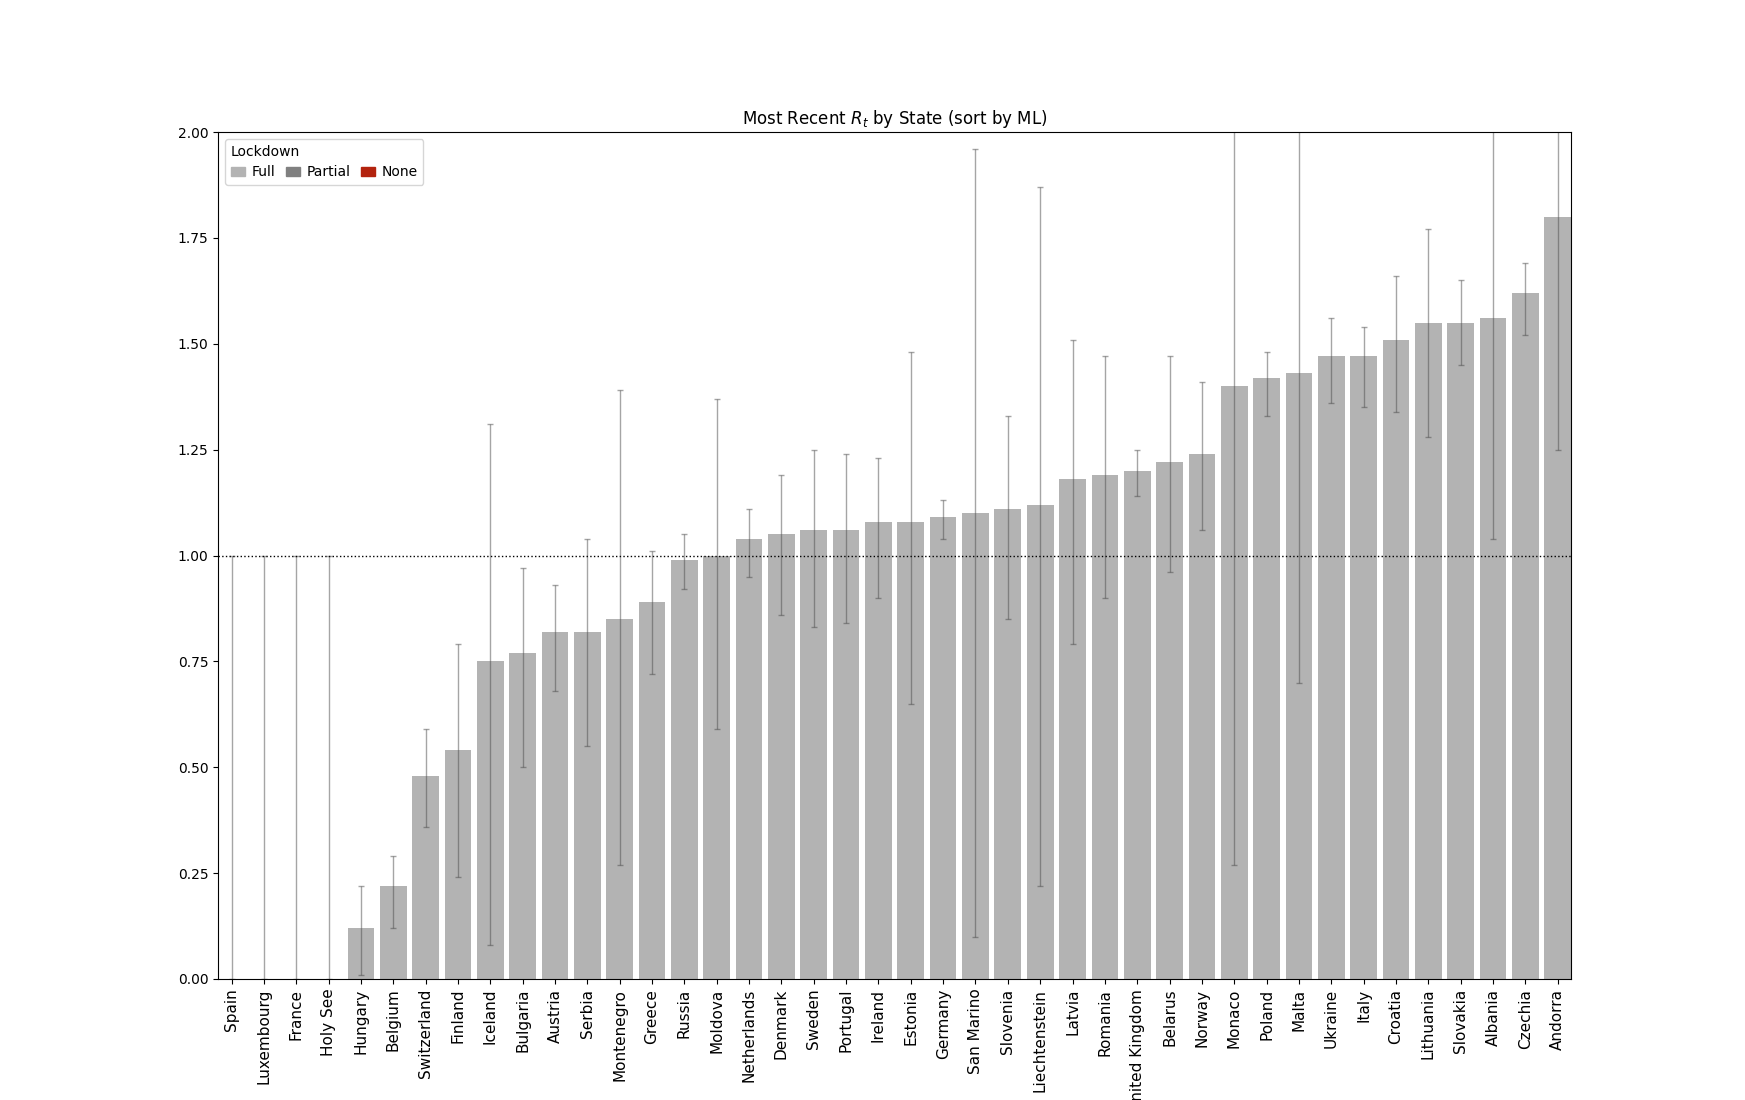 Most Recent R_t by State (sort by ML)
Lockdown
Full Partial None
2.00
1.75
1.50
1.25
1.00
0.75
0.50
0.25
0.00
Spain
Luxembourg
France
Holy See
Hungary
Belgium
Switzerland
Finland
Iceland
Bulgaria
Austria
Serbia
Montenegro
Greece
Russia
Moldova
Netherlands
Denmark
Sweden
Portugal
Ireland
Estonia
Germany
San Marino
Slovenia
Liechtenstein
Latvia
Romania
nited Kingdom
Belarus
Norway
Monaco
Poland
Malta
Ukraine
Italy
Croatia
Lithuania
Slovakia
Albania
Czechia
Andorra